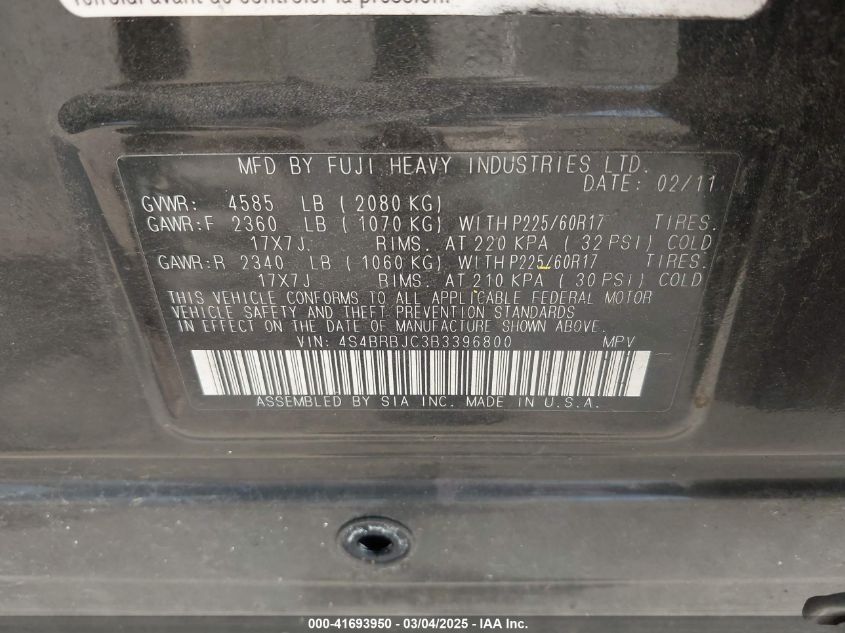 MFD BY FUJI HEAVY INDUSTRIES LTD.
DATE: 02/11
GVWR: 4585 LB ( 2080 KG)
GAWR:F 2360 LB ( 1070 KG) WITH P225/60R17 TIRES.
17X7J. RIMS. AT 220 KPA ( 32 PSI) COLD
GAWR:R 2340 LB ( 1060 KG) WITH P225/60R17 TIRES.
17X7J RIMS. AT 210 KPA ( 30 PSI) COLD
THIS VEHICLE CONFORMS TO ALL APPLICABLE FEDERAL MOTOR
VEHICLE SAFETY AND THEFT PREVENTION STANDARDS
IN EFFECT ON THE DATE OF MANUFACTURE SHOWN ABOVE.
VIN: 4S4BRBJC3B3396800 MPV
ASSEMBLED BY SIA INC. MADE IN U.S.A.
000-41693950 - 03/04/2025 - IAA Inc.